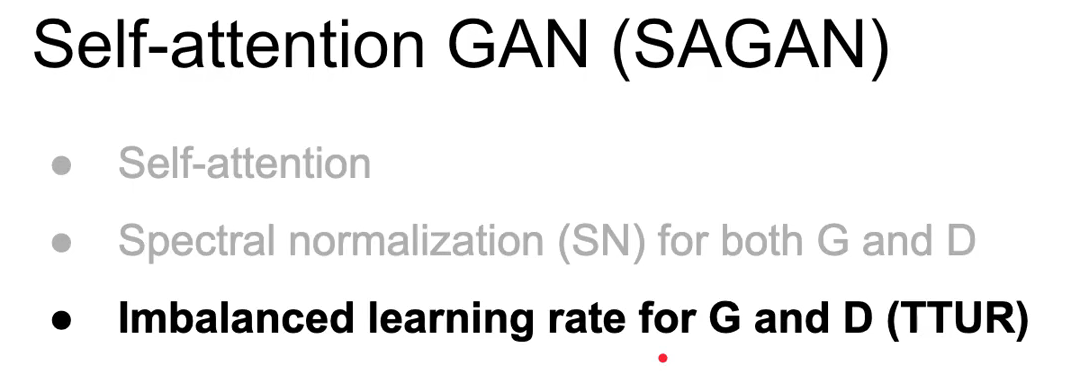 Self-attention GAN (SAGAN)
● Self-attention
● Spectral normalization (SN) for both G and D
● Imbalanced learning rate for G and D (TTUR)